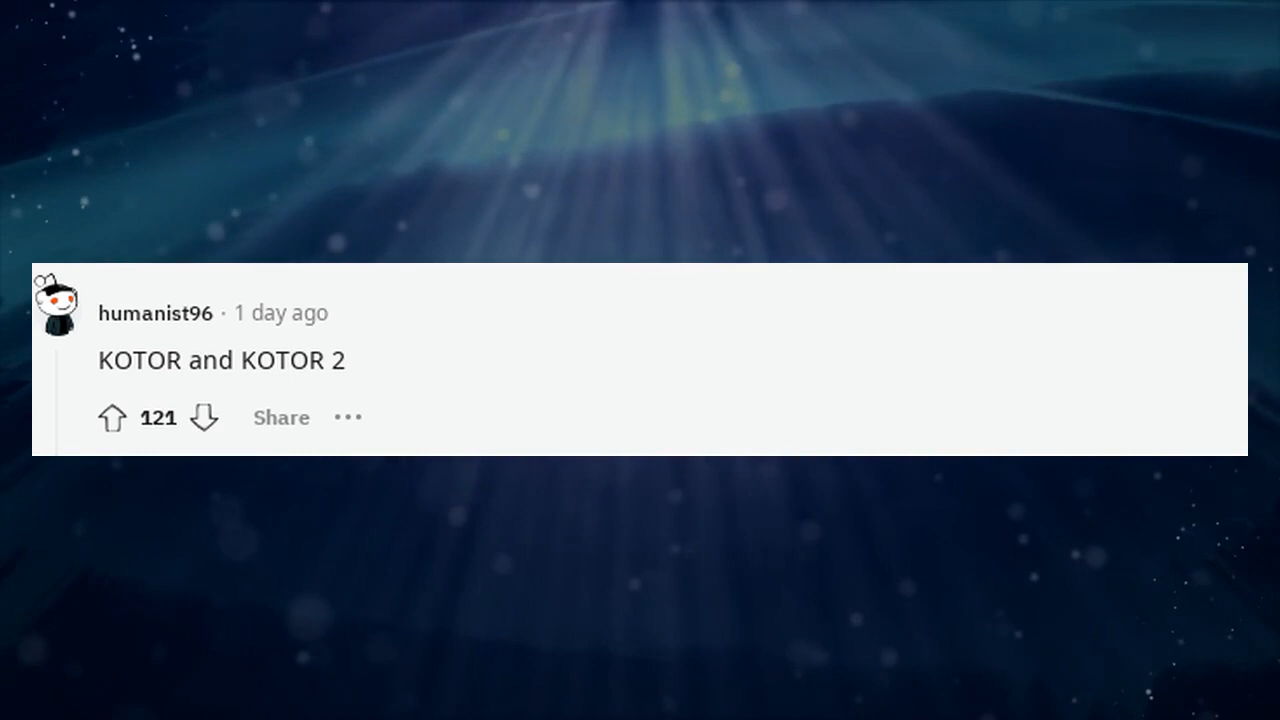 humanist96 · 1 day ago
KOTOR and KOTOR 2
121 Share •••